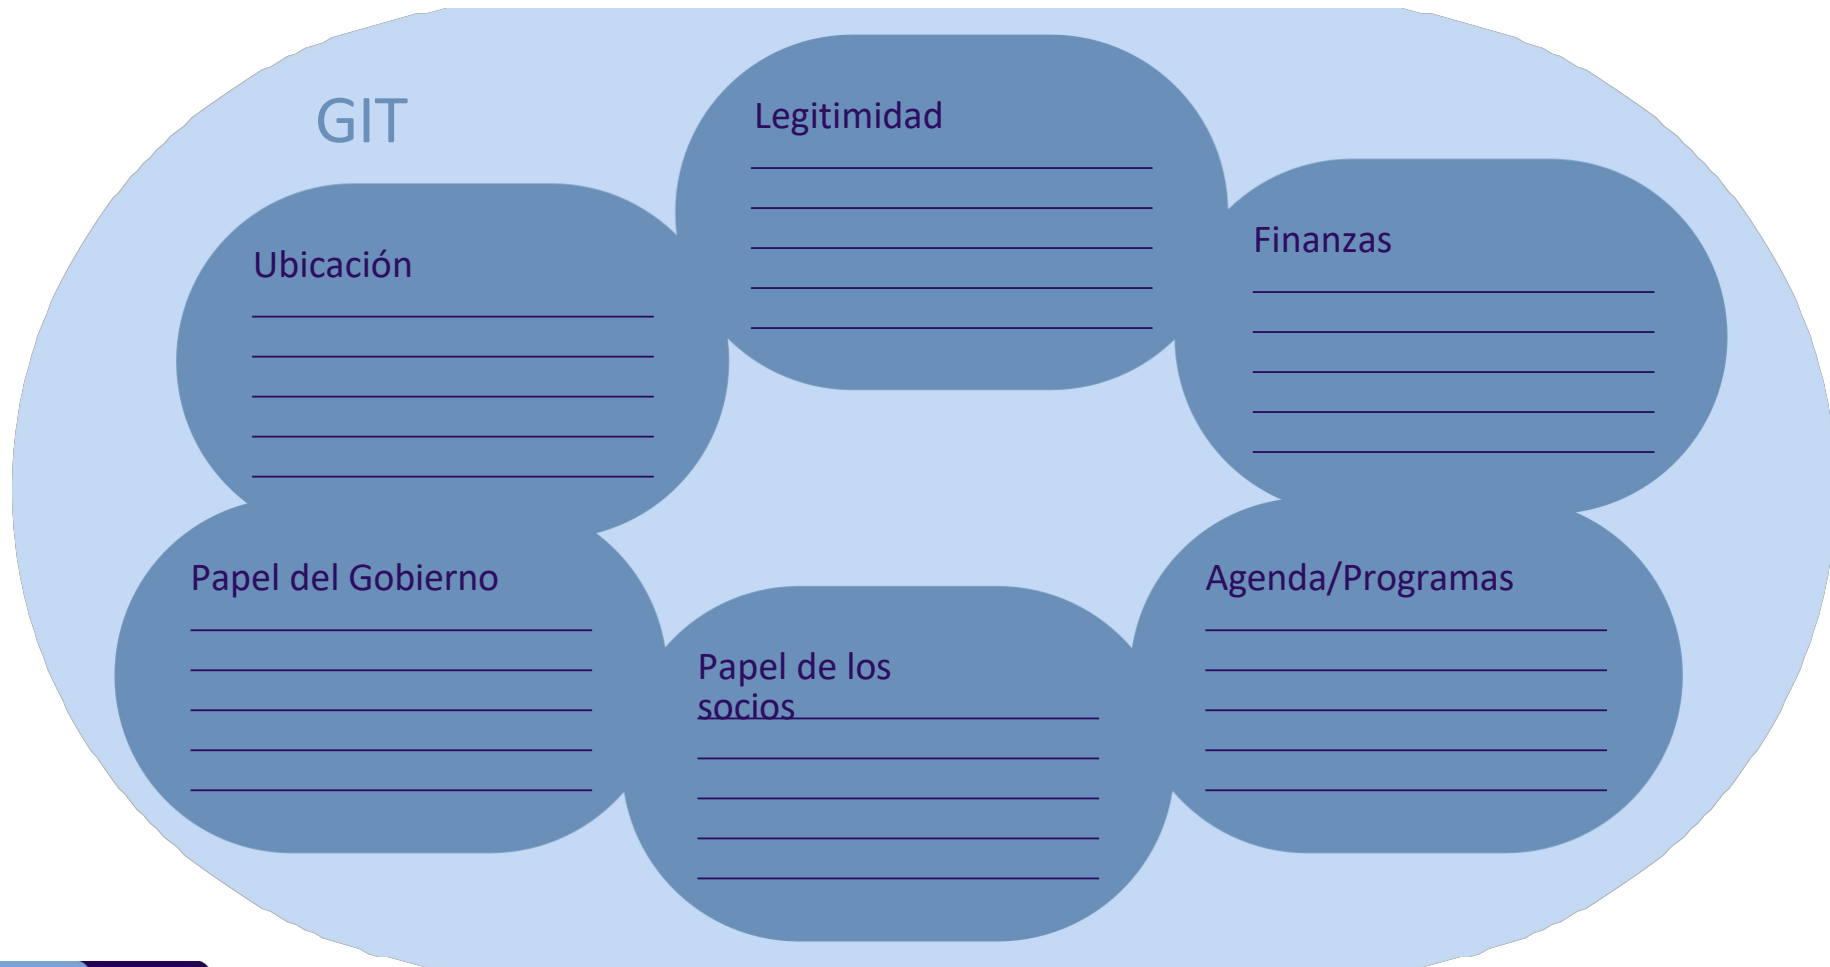 GIT
Legitimidad
Finanzas
Ubicación
Papel del Gobierno
Agenda/Programas
Papel de los
socios